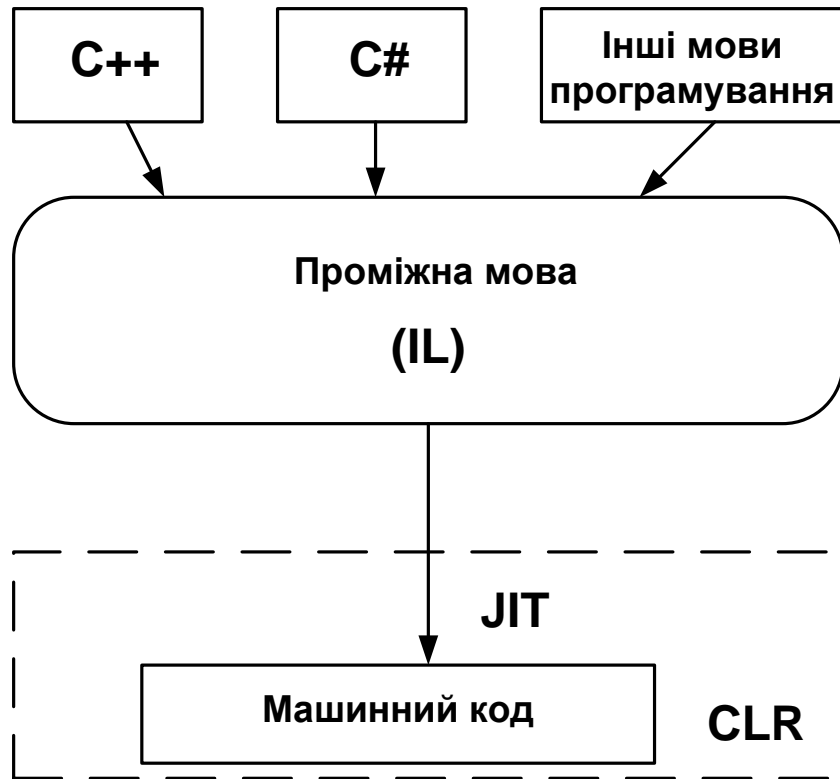 C++
C#
Інші мови
програмування
Проміжна мова
(IL)
JIT
Машинний код
CLR